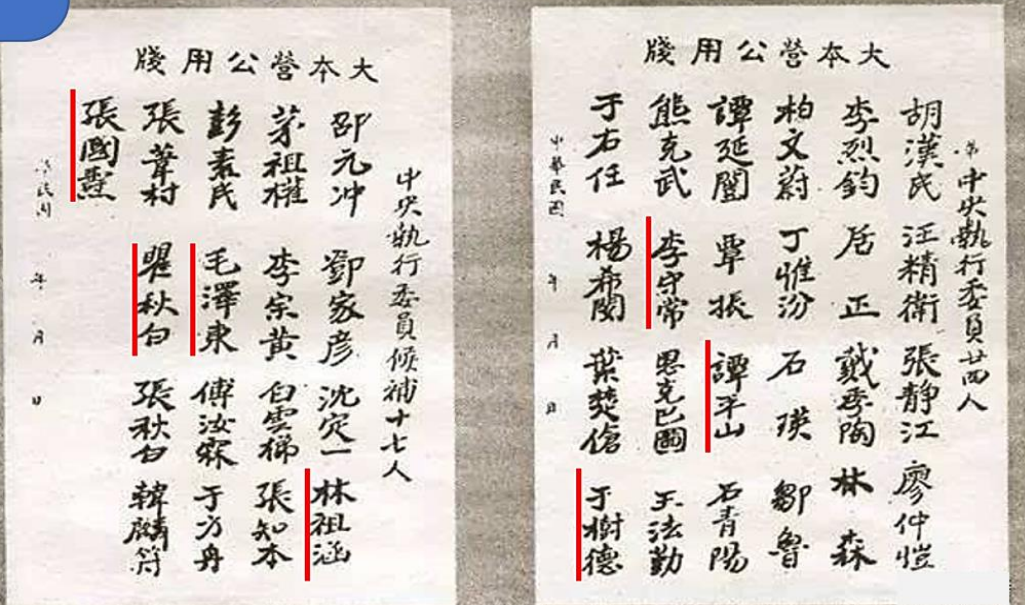 大本營公用牋
中央執行委員廿四人
胡漢民 汪精衛 張靜江 廖仲愷
李烈鈞 居正 戴季陶 林森
柏文蔚 丁惟汾 石瑛 鄒魯
譚延闓 覃振 譚平山 石青陽
熊克武 李守常 恩克巴圖 王法勤
于右任 楊希閔 葉楚傖 于樹德
中華民國 年 月 日
大本營公用牋
中央執行委員候補十七人
邵元冲 鄧家彦 沈定一 林祖涵
茅祖權 李宗黃 白雲梯 張知本
彭素民 毛澤東 傅汝霖 于方舟
張葦村 瞿秋白 張秋白 韓麟符
張國燾
民國 年 月 日